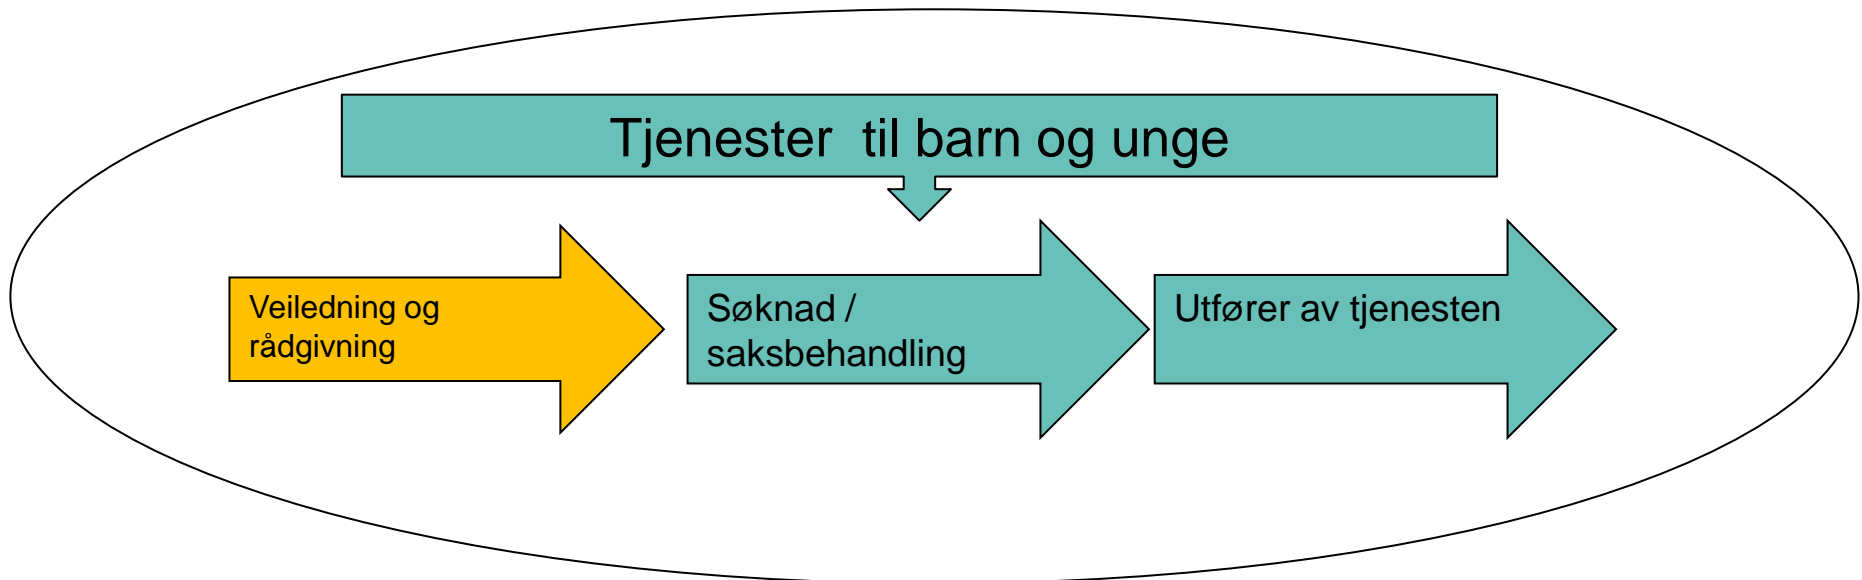 Tjenester  til barn og unge
Veiledning og
rådgivning
Søknad /
saksbehandling
Utfører av tjenesten